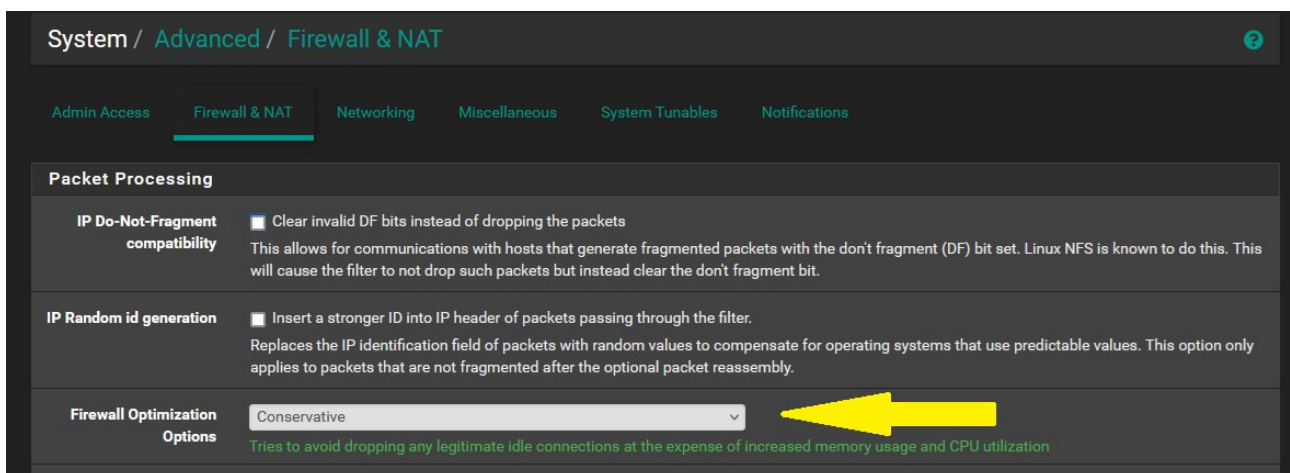 System / Advanced / Firewall & NAT
Admin Access Firewall & NAT Networking Miscellaneous System Tunables Notifications
Packet Processing
IP Do-Not-Fragment compatibility
Clear invalid DF bits instead of dropping the packets
This allows for communications with hosts that generate fragmented packets with the don't fragment (DF) bit set. Linux NFS is known to do this. This
will cause the filter to not drop such packets but instead clear the don't fragment bit.
IP Random id generation
Insert a stronger ID into IP header of packets passing through the filter.
Replaces the IP identification field of packets with random values to compensate for operating systems that use predictable values. This option only
applies to packets that are not fragmented after the optional packet reassembly.
Firewall Optimization
Options
Conservative
Tries to avoid dropping any legitimate idle connections at the expense of increased memory usage and CPU utilization